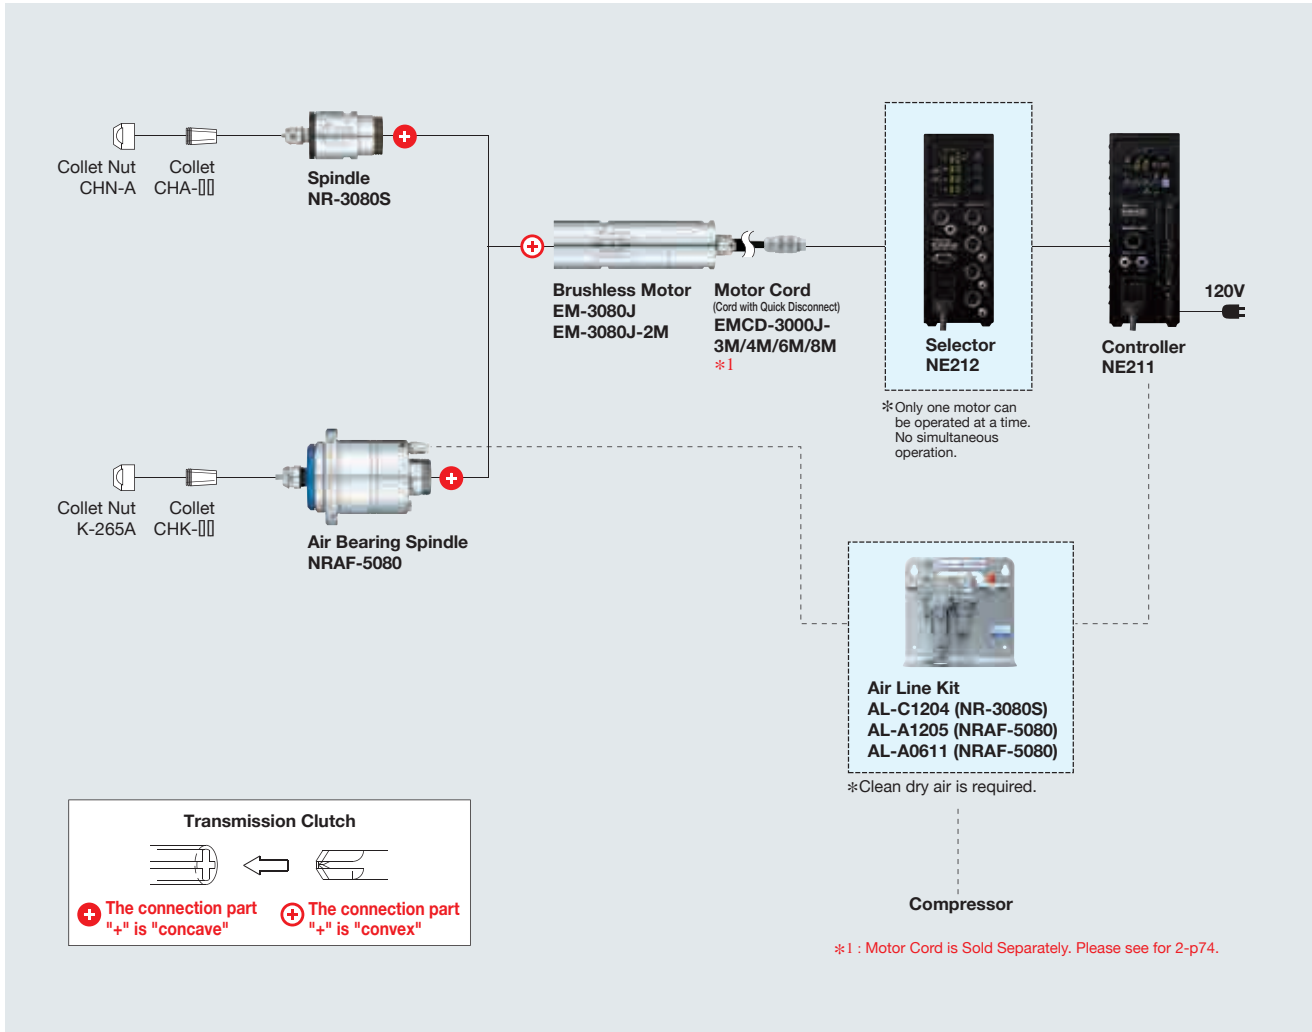 Collet Nut
CHN-A
Collet
CHA-▯▯
Spindle
NR-3080S
Brushless Motor
EM-3080J
EM-3080J-2M
Motor Cord
(Cord with Quick Disconnect)
EMCD-3000J-
3M/4M/6M/8M
*1
Selector
NE212
*Only one motor can
be operated at a time.
No simultaneous
operation.
120V
Controller
NE211
Collet Nut
K-265A
Collet
CHK-▯▯
Air Bearing Spindle
NRAF-5080
Air Line Kit
AL-C1204 (NR-3080S)
AL-A1205 (NRAF-5080)
AL-A0611 (NRAF-5080)
*Clean dry air is required.
Compressor
Transmission Clutch
The connection part
"+" is "concave"
The connection part
"+" is "convex"
*1 : Motor Cord is Sold Separately. Please see for 2-p74.